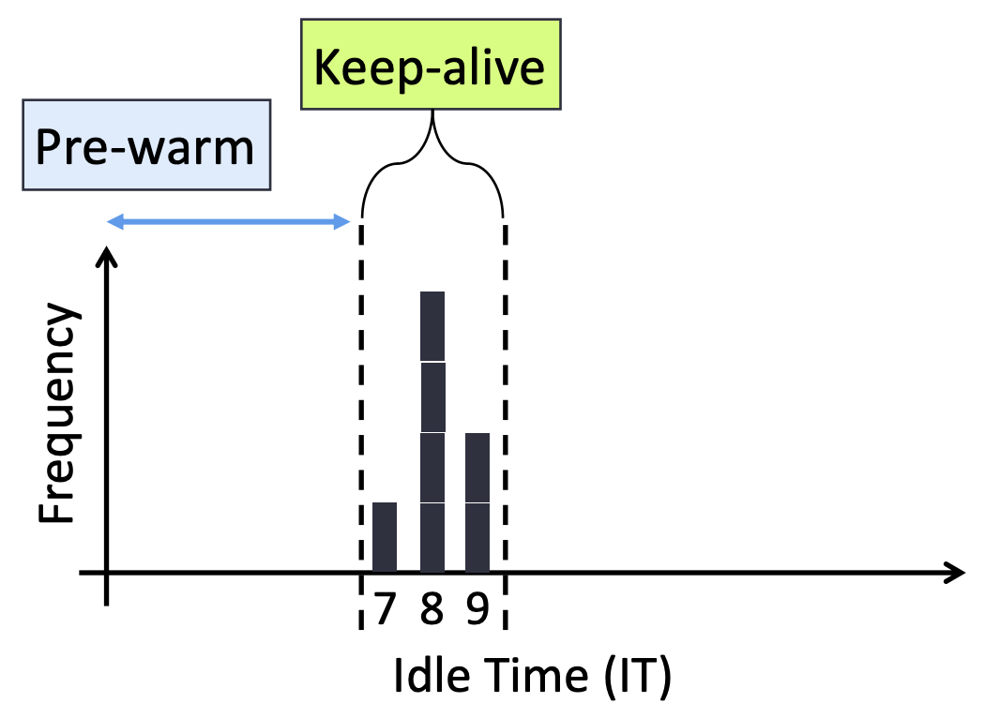 Keep-alive
Pre-warm
Frequency
7 8 9
Idle Time (IT)